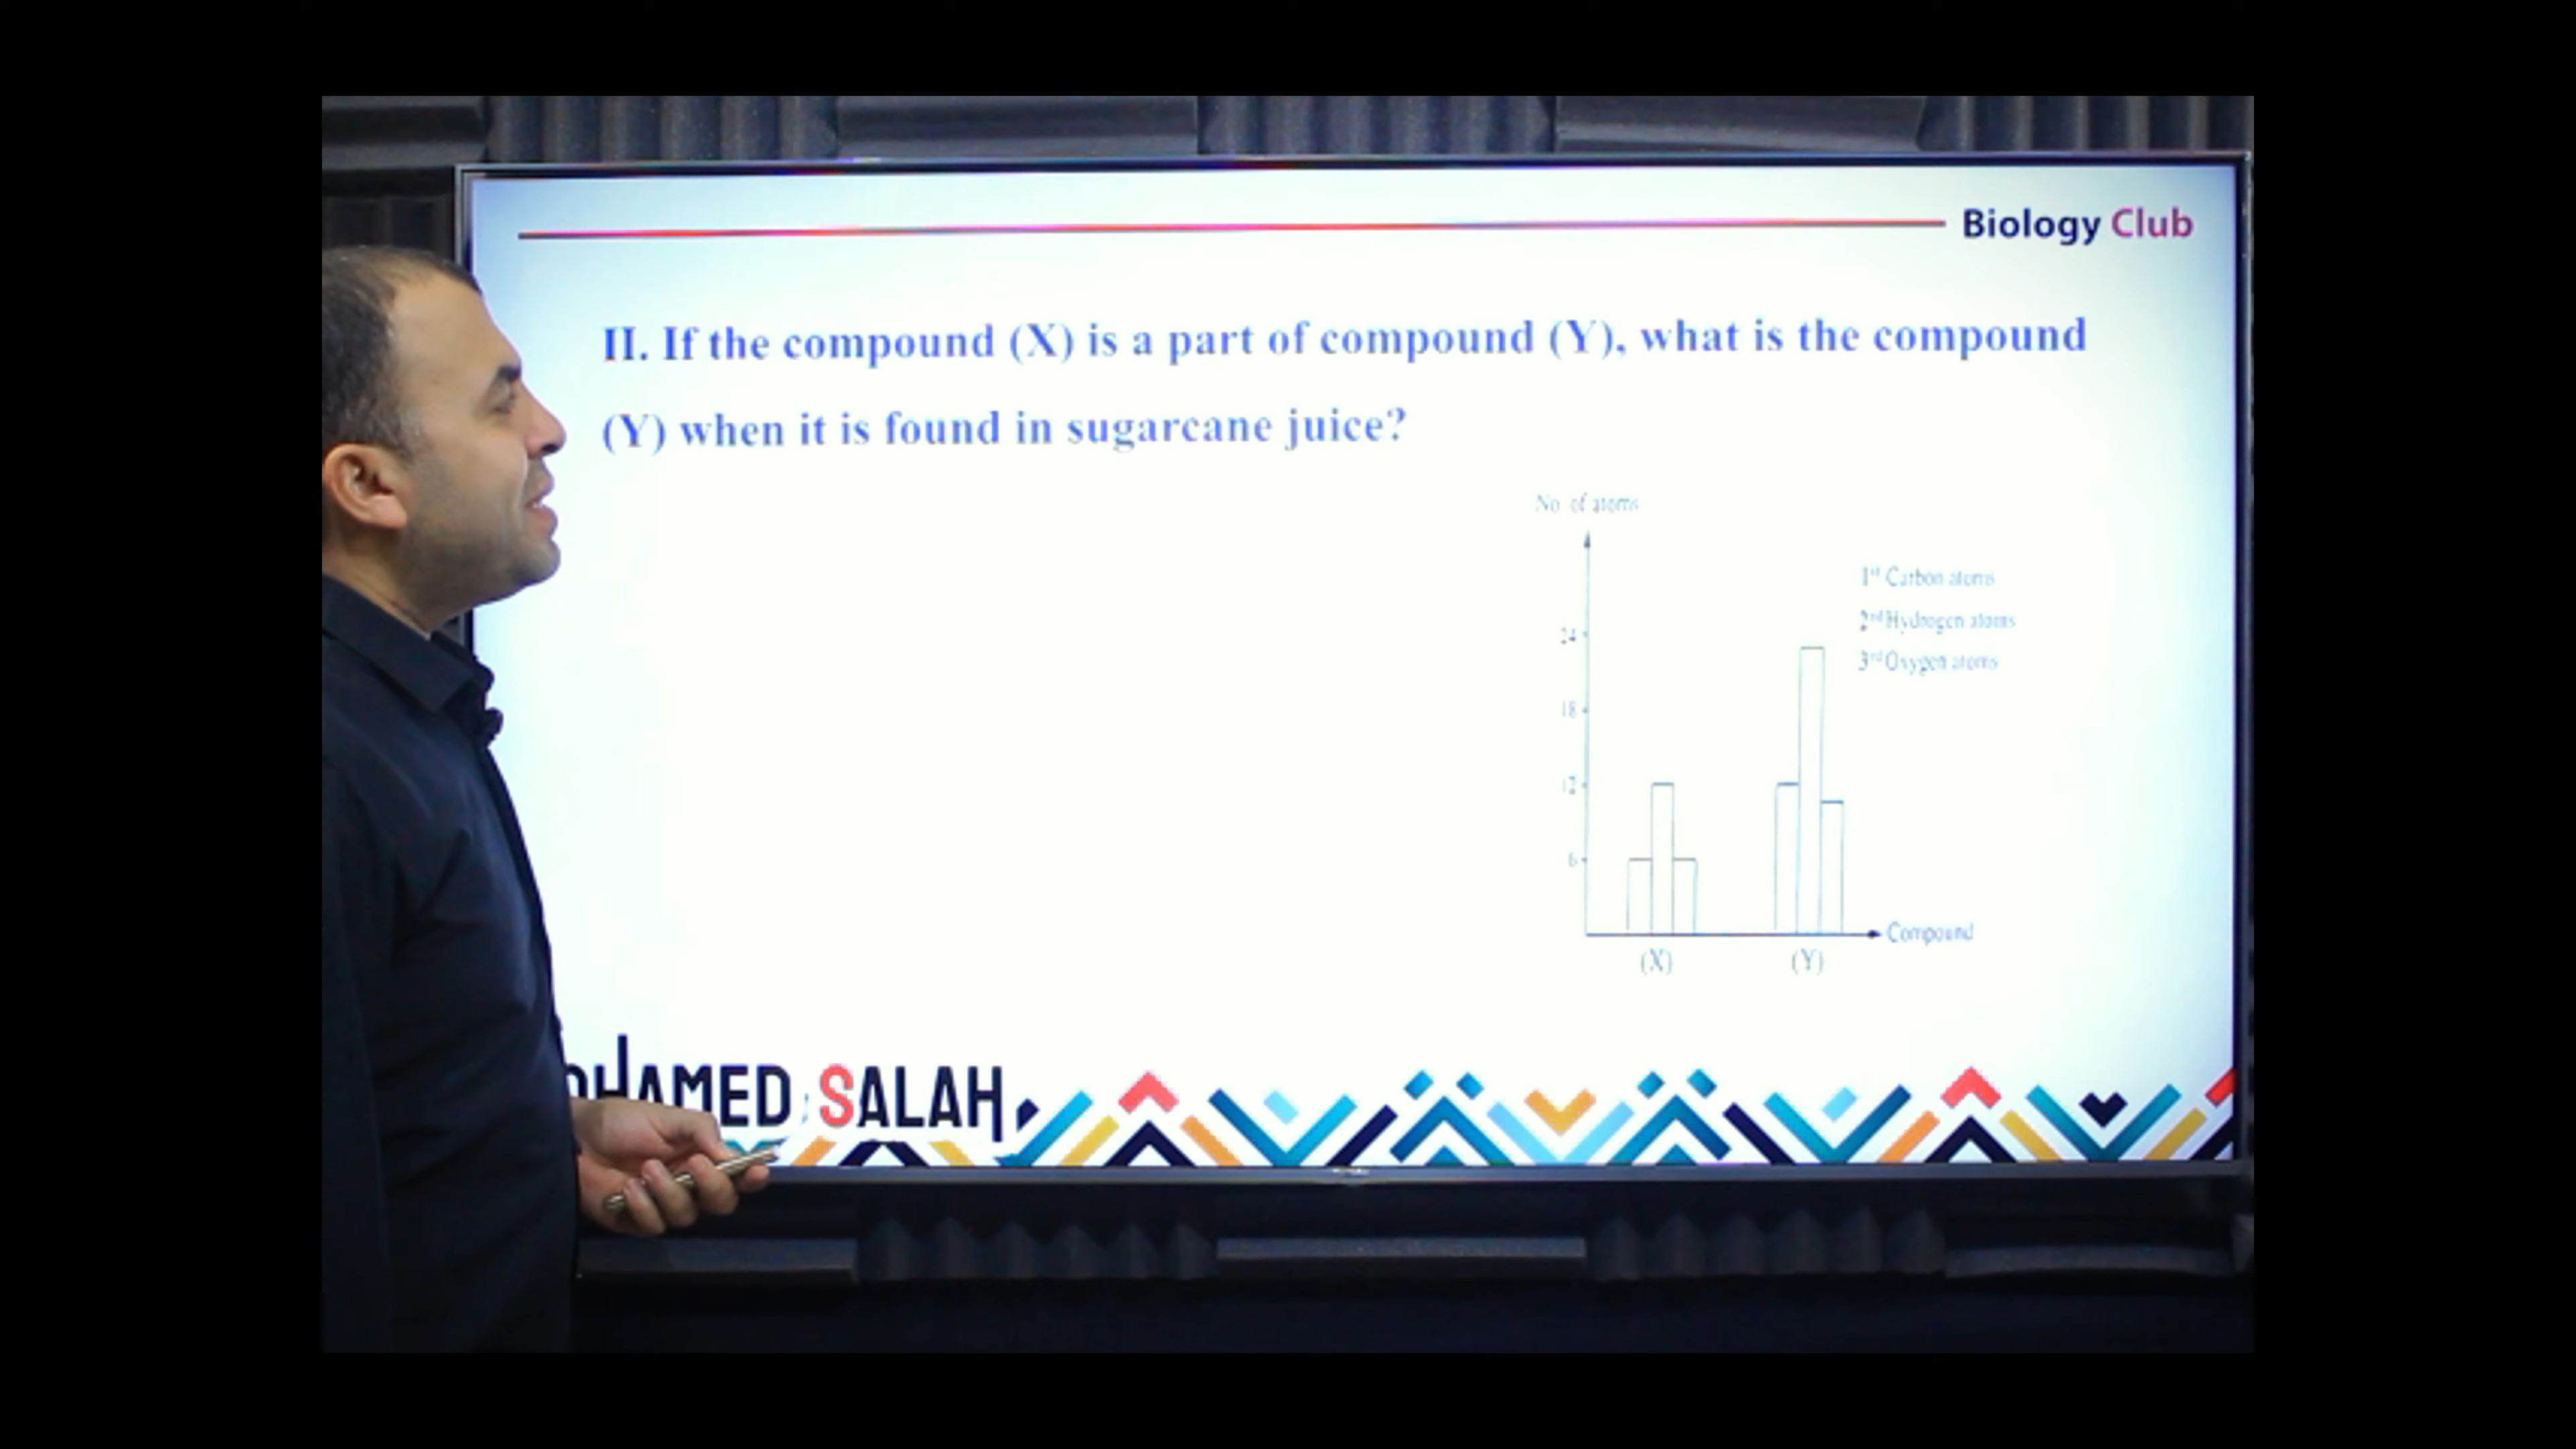 Biology Club
II. If the compound (X) is a part of compound (Y), what is the compound
(Y) when it is found in sugarcane juice?
No of atoms
1st Carbon atoms
2nd Hydrogen atoms
3rd Oxygen atoms
24
18
12
6
Compound
(X)
(Y)
OHAMED SALAH